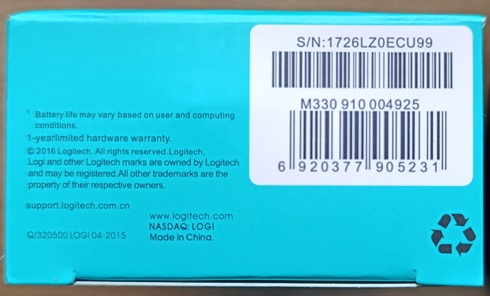 S/N:1726LZ0ECU99
M330 910 004925
6 920377 905231
¹ Battery life may vary based on user and computing
conditions.
1-yearlimited hardware warranty.
© 2016 Logitech. All rights reserved. Logitech,
Logi and other Logitech marks are owned by Logitech
and may be registered.All other trademarks are the
property of their respective owners.
support.logitech.com.cn
www.logitech.com
NASDAQ: LOGI
Q/320500 LOGI 04-2015
Made in China.